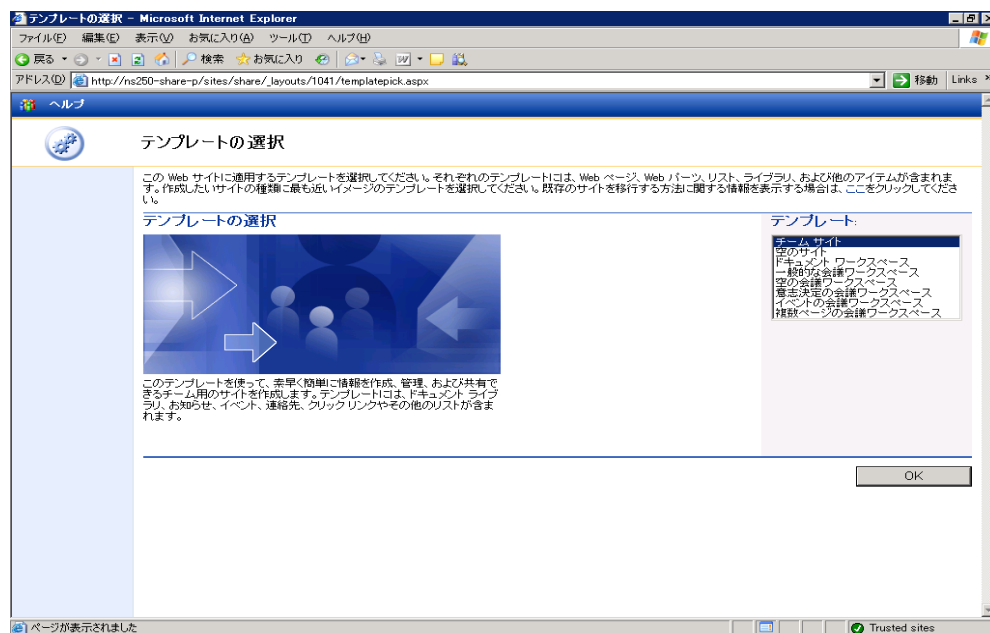 テンプレートの選択 - Microsoft Internet Explorer
ファイル(F) 編集(E) 表示(V) お気に入り(A) ツール(T) ヘルプ(H)
戻る 検索 お気に入り
アドレス(D) http://ns250-share-p/sites/share/_layouts/1041/templatepick.aspx 移動 Links »
ヘルプ
テンプレートの選択
この Web サイトに適用するテンプレートを選択してください。それぞれのテンプレートには、Web ページ、Web パーツ、リスト、ライブラリ、および他のアイテムが含まれま
す。作成したいサイトの種類に最も近いイメージのテンプレートを選択してください。既存のサイトを移行する方法に関する情報を表示する場合は、ここをクリックしてくださ
い。
テンプレートの選択
テンプレート:
チーム サイト
空のサイト
ドキュメント ワークスペース
一般的な会議ワークスペース
空の会議ワークスペース
意志決定の会議ワークスペース
イベントの会議ワークスペース
複数ページの会議ワークスペース
このテンプレートを使って、素早く簡単に情報を作成、管理、および共有で
きるチーム用のサイトを作成します。テンプレートには、ドキュメント ライブ
ラリ、お知らせ、イベント、連絡先、クリック リンクやその他のリストが含ま
れます。
OK
ページが表示されました Trusted sites